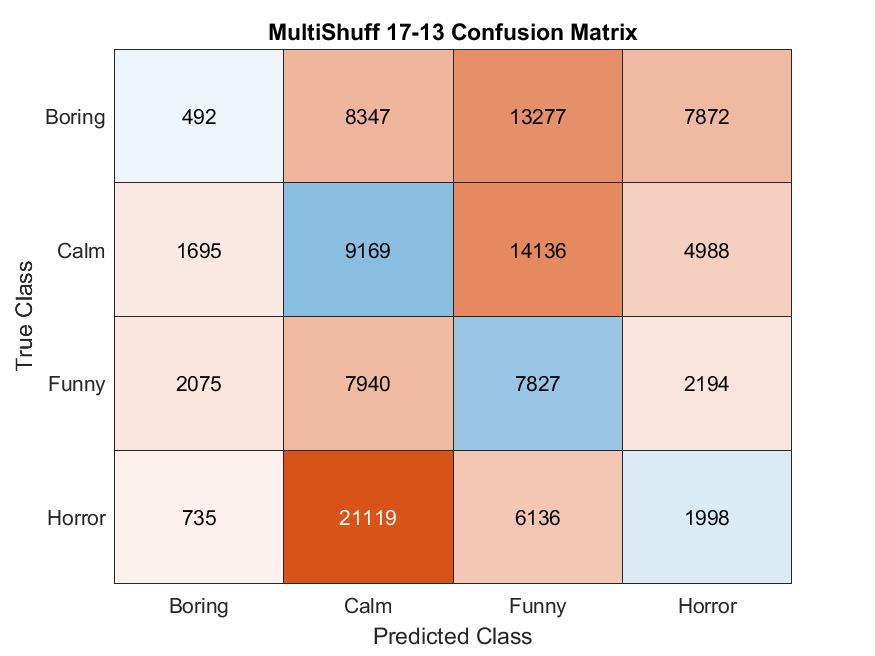 MultiShuff 17-13 Confusion Matrix
Boring 492 8347 13277 7872
Calm 1695 9169 14136 4988
Funny 2075 7940 7827 2194
Horror 735 21119 6136 1998
True Class
Boring Calm Funny Horror
Predicted Class